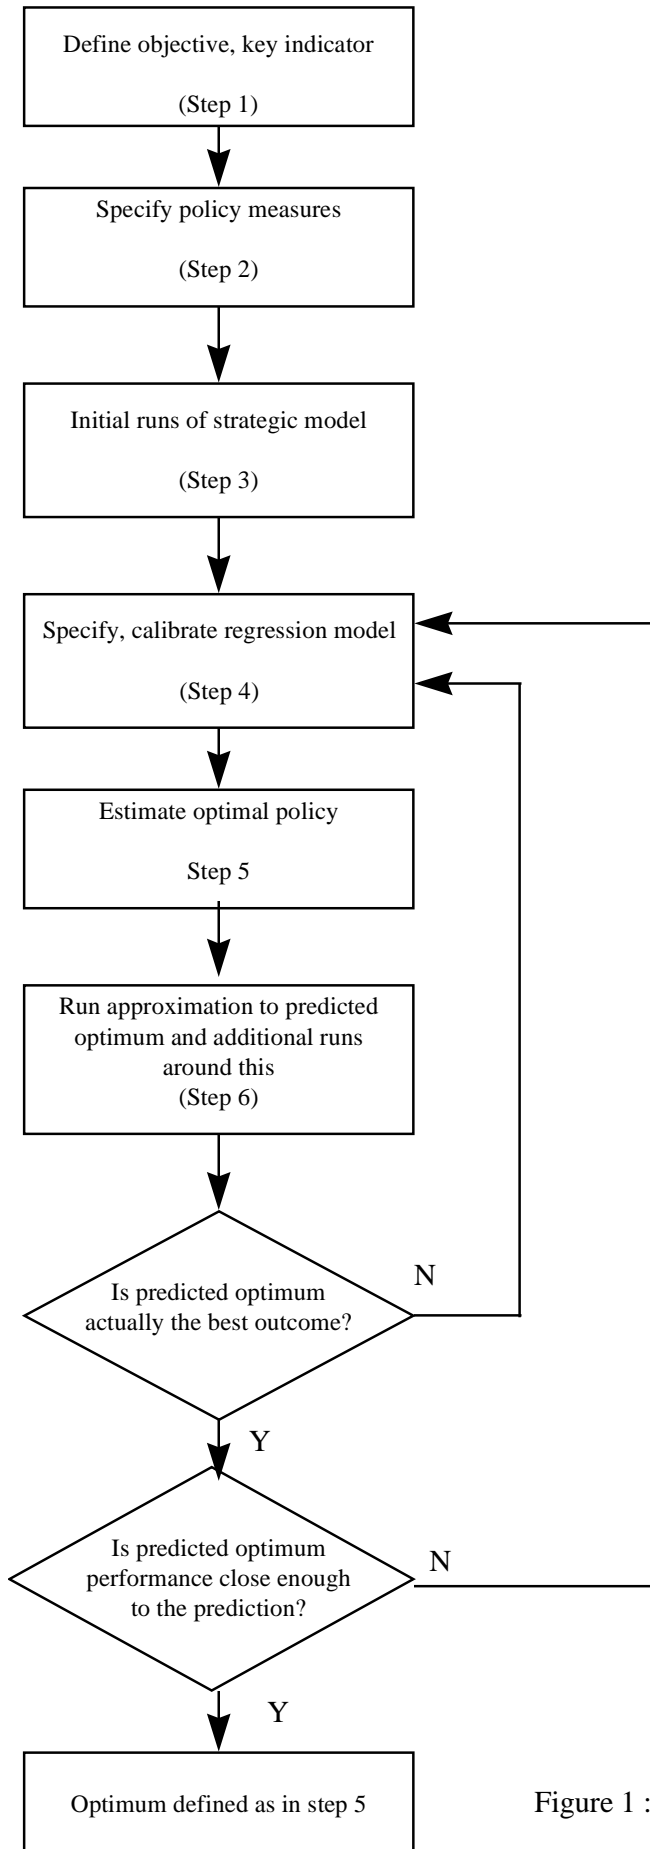 Define objective, key indicator
(Step 1)
Specify policy measures
(Step 2)
Initial runs of strategic model
(Step 3)
Specify, calibrate regression model
(Step 4)
Estimate optimal policy
Step 5
Run approximation to predicted
optimum and additional runs
around this
(Step 6)
Is predicted optimum
actually the best outcome?
N
Y
Is predicted optimum
performance close enough
to the prediction?
N
Y
Optimum defined as in step 5
Figure 1 :